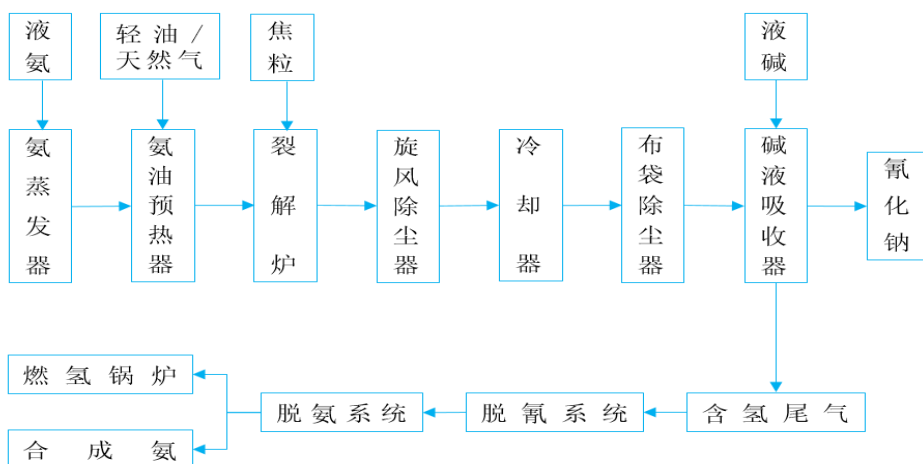 液氨
轻油/
天然气
焦粒
液碱
氨蒸发器
氨油预热器
裂解炉
旋风除尘器
冷却器
布袋除尘器
碱液吸收器
氰化钠
燃氢锅炉
合成氨
脱氨系统
脱氰系统
含氢尾气